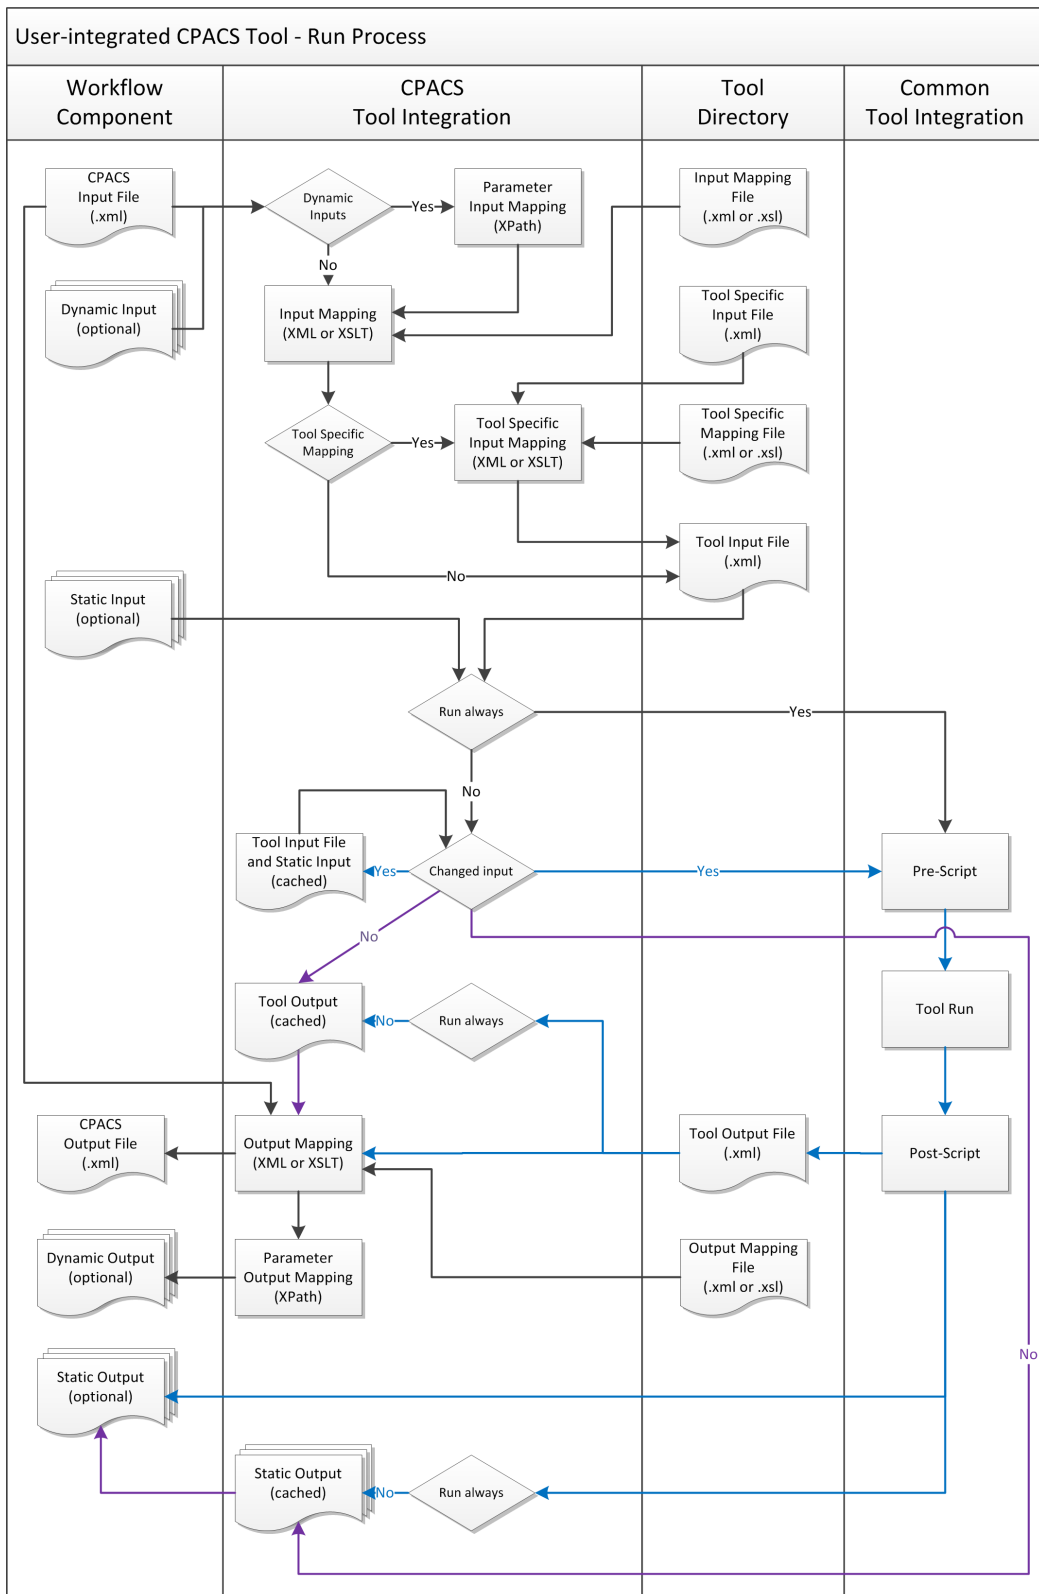 User-integrated CPACS Tool - Run Process
Workflow
Component
CPACS
Tool Integration
Tool
Directory
Common
Tool Integration
CPACS
Input File
(.xml)
Dynamic
Inputs
Yes
Parameter
Input Mapping
(XPath)
Input Mapping
File
(.xml or .xsl)
No
Dynamic Input
(optional)
Input Mapping
(XML or XSLT)
Tool Specific
Input File
(.xml)
Tool Specific
Mapping
Yes
Tool Specific
Input Mapping
(XML or XSLT)
Tool Specific
Mapping File
(.xml or .xsl)
Tool Input File
(.xml)
No
Static Input
(optional)
Run always
Yes
No
Tool Input File
and Static Input
(cached)
Yes
Changed input
Yes
Pre-Script
No
Tool Output
(cached)
No
Run always
Tool Run
CPACS
Output File
(.xml)
Output Mapping
(XML or XSLT)
Tool Output File
(.xml)
Post-Script
Dynamic Output
(optional)
Parameter
Output Mapping
(XPath)
Output Mapping
File
(.xml or .xsl)
No
Static Output
(optional)
Static Output
(cached)
No
Run always